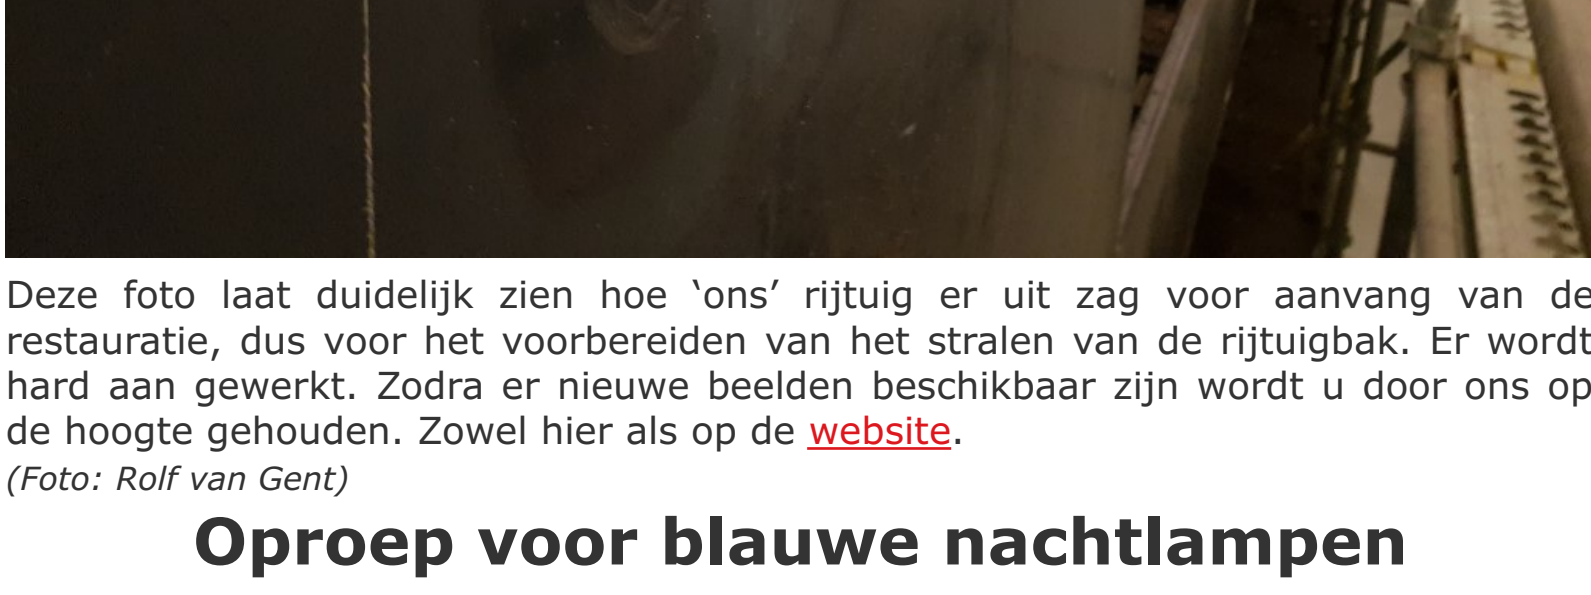 Deze foto laat duidelijk zien hoe ‘ons’ rijtuig er uit zag voor aanvang van de
restauratie, dus voor het voorbereiden van het stralen van de rijtuigbak. Er wordt
hard aan gewerkt. Zodra er nieuwe beelden beschikbaar zijn wordt u door ons op
de hoogte gehouden. Zowel hier als op de website.
(Foto: Rolf van Gent)
Oproep voor blauwe nachtlampen